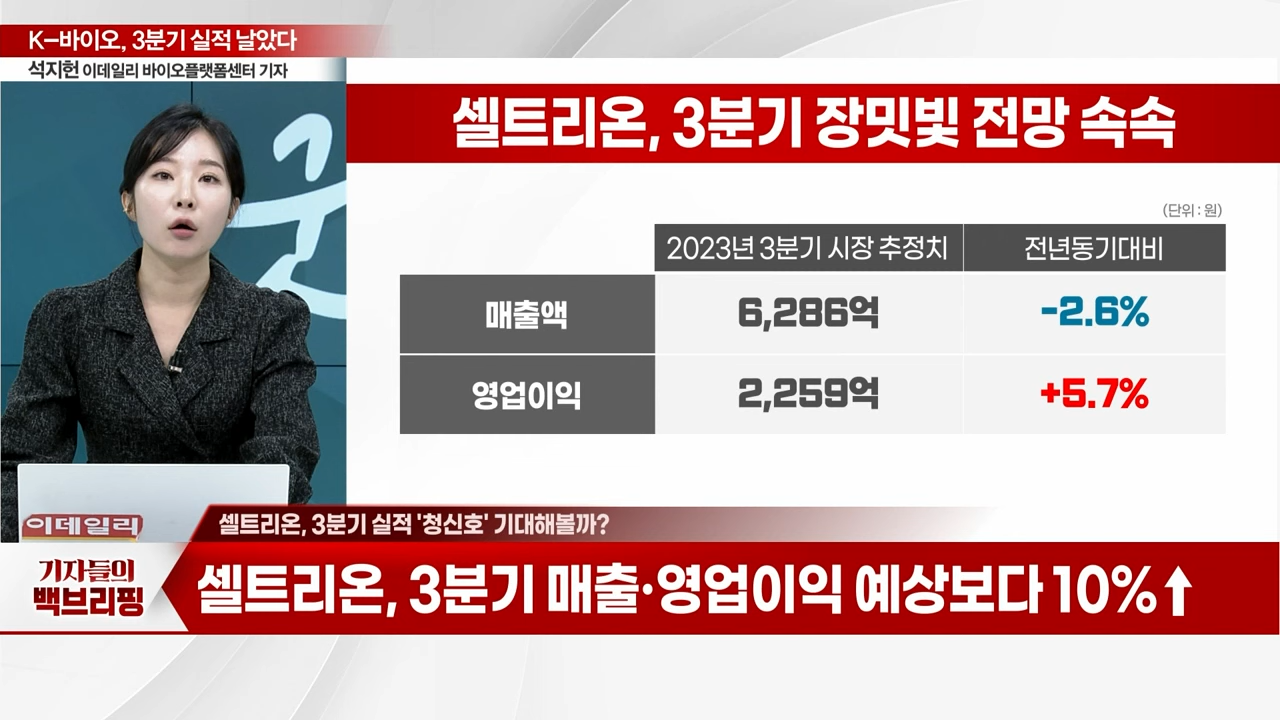 K-바이오, 3분기 실적 날았다
석지헌 이데일리 바이오플랫폼센터 기자
셀트리온, 3분기 장밋빛 전망 속속
(단위 : 원)
2023년 3분기 시장 추정치 전년동기대비
매출액 6,286억 -2.6%
영업이익 2,259억 +5.7%
이데일리
셀트리온, 3분기 실적 '청신호' 기대해볼까?
기자들의
백브리핑
셀트리온, 3분기 매출·영업이익 예상보다 10%↑